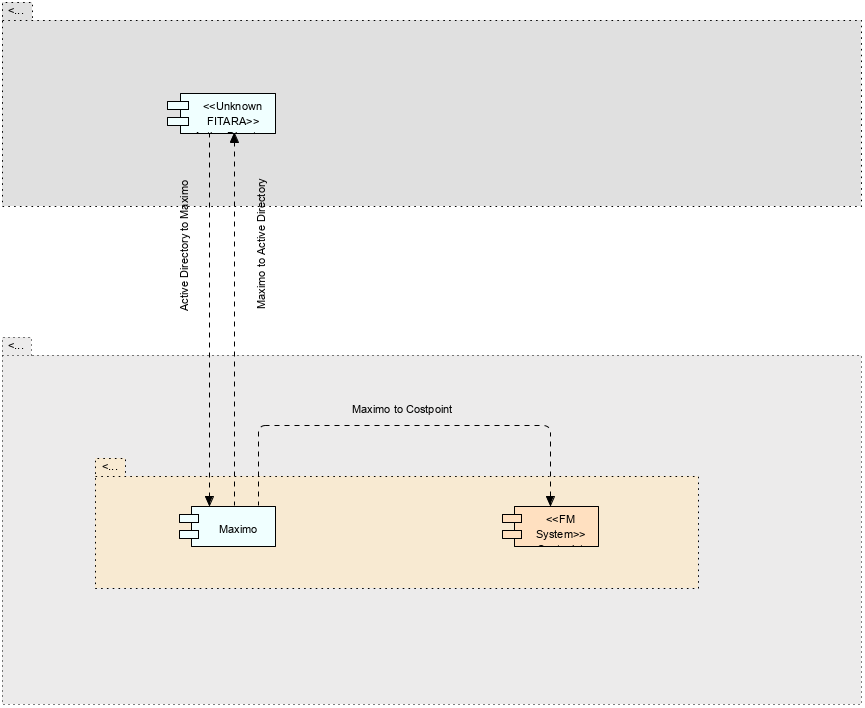 <...
<<Unknown
FITARA>>
Active Directory to Maximo
Maximo to Active Directory
<...
Maximo to Costpoint
<...
Maximo
<<FM
System>>